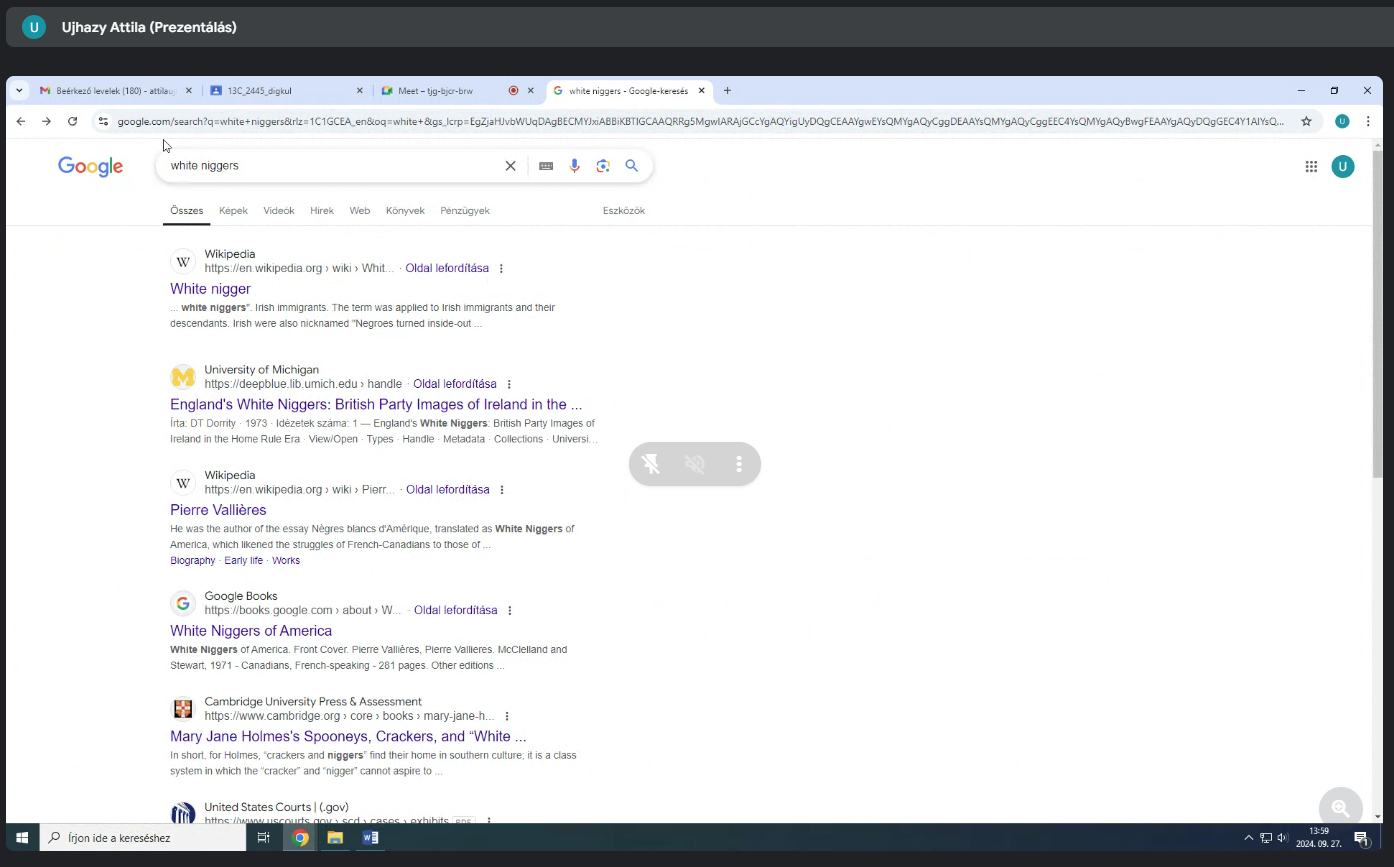 U Ujhazy Attila (Prezentálás)
Beérkező levelek (180) - attilauj
13C_2445_digkul
Meet – tjg-bjcr-brw
white niggers - Google-keresés
google.com/search?q=white+niggers&rlz=1C1GCEA_en&oq=white+&gs_lcrp=EgZjaHJvbWUqDAgBECMYJxiABBiKBTIGCAAQRRg5MgwIARAjGCcYgAQYigUyDQgCEAAYgwEYsQMYgAQyCggDEAAYsQMYgAQyCggEEC4YsQMYgAQyBwgFEAAYgAQyDQgGEC4Y1AIYsQ...
U
Google
white niggers
U
Összes Képek Videók Hírek Web Könyvek Pénzügyek Eszközök
W
Wikipedia
https://en.wikipedia.org › wiki › Whit... · Oldal lefordítása
White nigger
... white niggers". Irish immigrants. The term was applied to Irish immigrants and their
descendants. Irish were also nicknamed "Negroes turned inside-out ...
M
University of Michigan
https://deepblue.lib.umich.edu › handle · Oldal lefordítása
England's White Niggers: British Party Images of Ireland in the ...
Írta: DT Dorrity · 1973 · Idézetek száma: 1 — England's White Niggers: British Party Images of
Ireland in the Home Rule Era · View/Open · Types · Handle · Metadata · Collections · Universi...
W
Wikipedia
https://en.wikipedia.org › wiki › Pierr... · Oldal lefordítása
Pierre Vallières
He was the author of the essay Nègres blancs d'Amérique, translated as White Niggers of
America, which likened the struggles of French-Canadians to those of ...
Biography · Early life · Works
G
Google Books
https://books.google.com › about › W... · Oldal lefordítása
White Niggers of America
White Niggers of America. Front Cover. Pierre Vallières, Pierre Vallieres. McClelland and
Stewart, 1971 - Canadians, French-speaking - 281 pages. Other editions ...
Cambridge University Press & Assessment
https://www.cambridge.org › core › books › mary-jane-h...
Mary Jane Holmes's Spooneys, Crackers, and “White ...
In short, for Holmes, “crackers and niggers” find their home in southern culture; it is a class
system in which the “cracker” and “nigger” cannot aspire to ...
United States Courts | (.gov)
https://www.uscourts.gov › scd › cases › exhibits PDF
Írjon ide a kereséshez
W
13:59
2024. 09. 27.
1